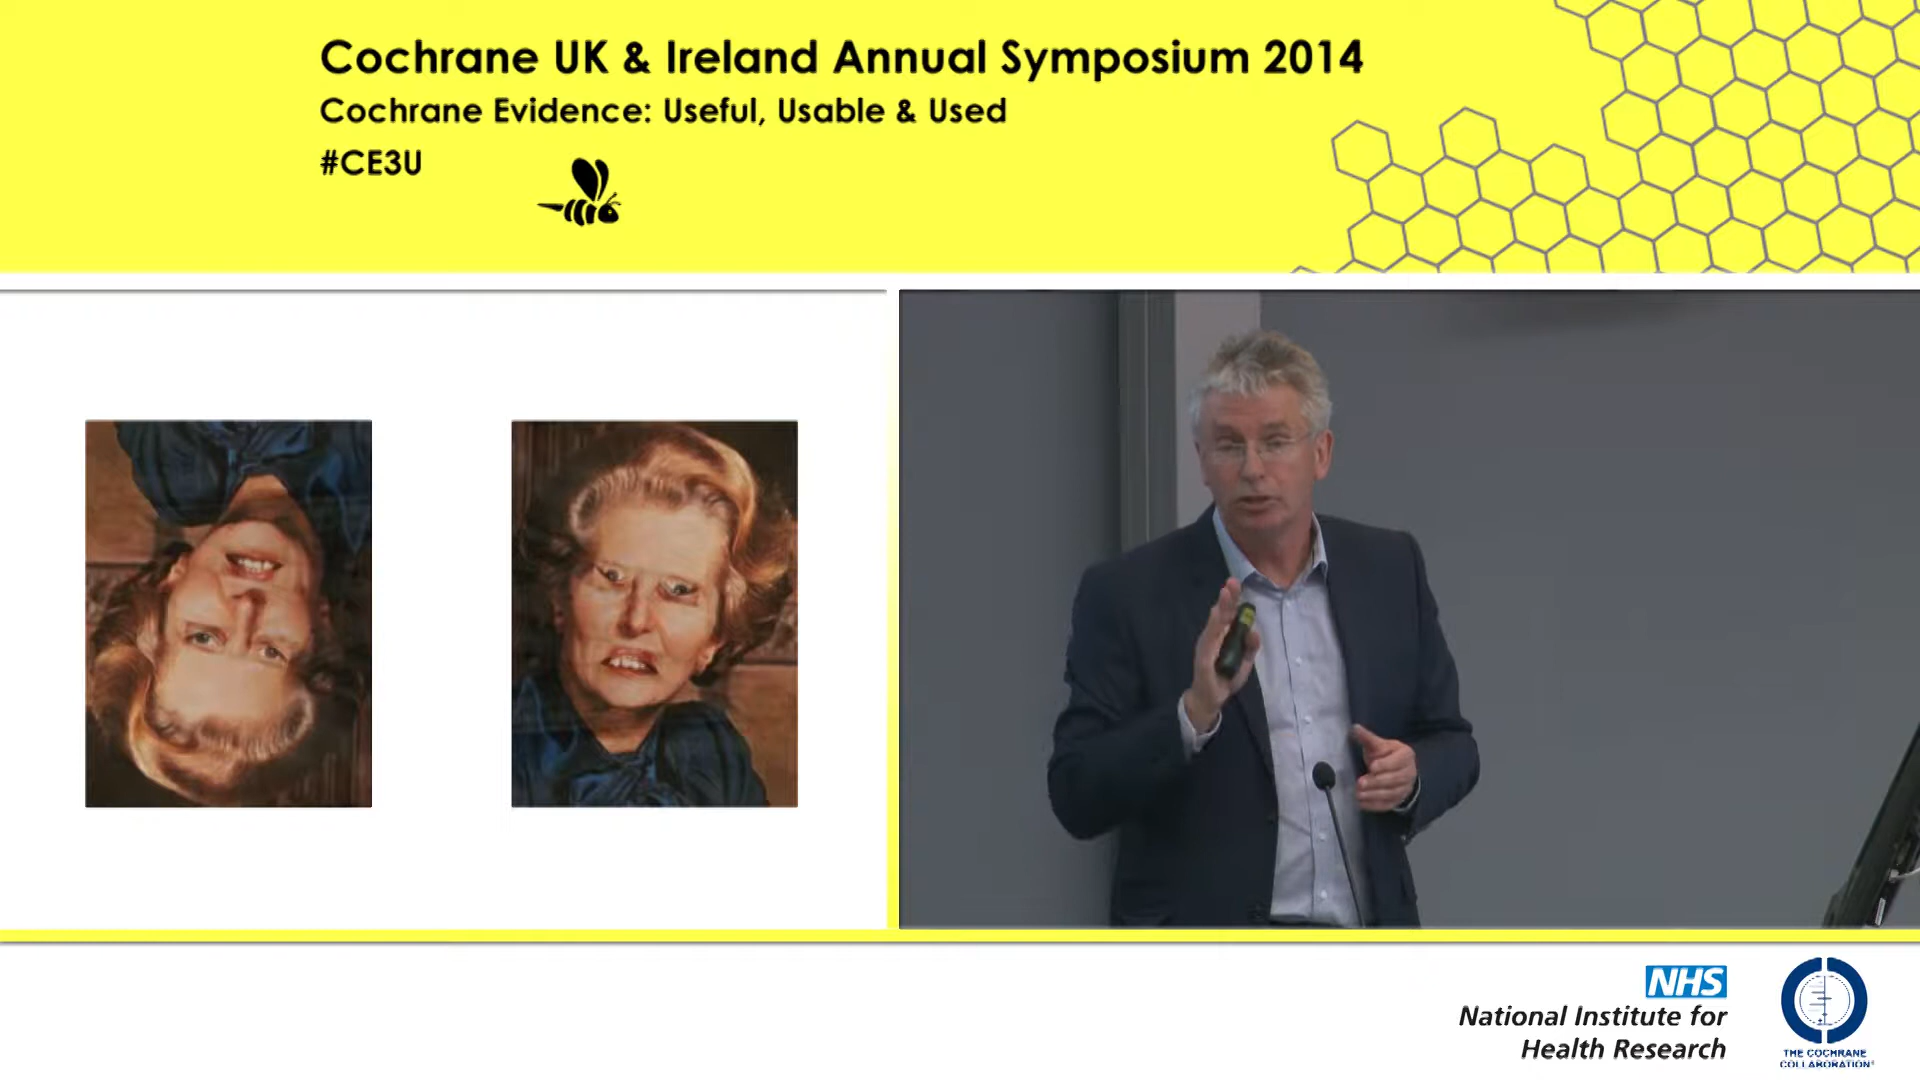 Cochrane UK & Ireland Annual Symposium 2014
Cochrane Evidence: Useful, Usable & Used
#CE3U
NHS
National Institute for
Health Research
THE COCHRANE
COLLABORATION®